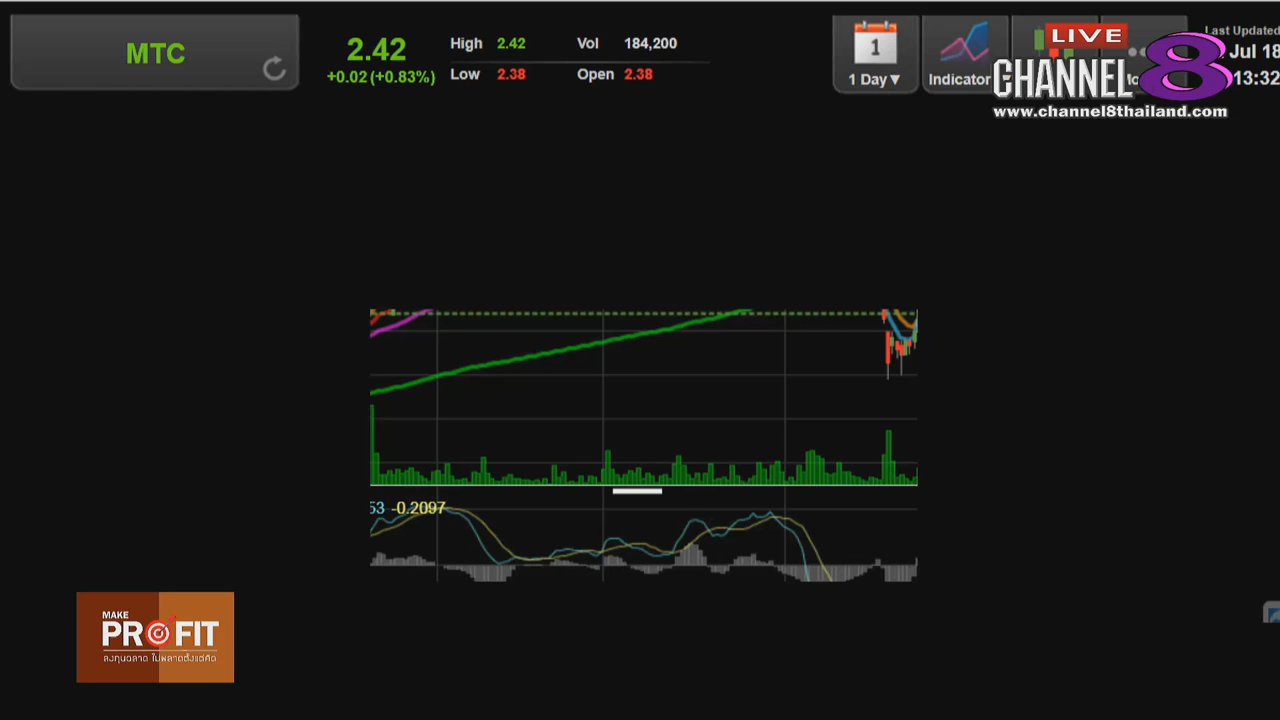 MTC
2.42
+0.02 (+0.83%)
High 2.42 Vol 184,200
Low 2.38 Open 2.38
1
1 Day▼
Indicator
LIVE
CHANNEL 8
www.channel8thailand.com
Last Updated
Jul 18
13:32
53 -0.2097
MAKE
PROFIT
ลงทุนฉลาด ไม่พลาดตั้งแต่คิด